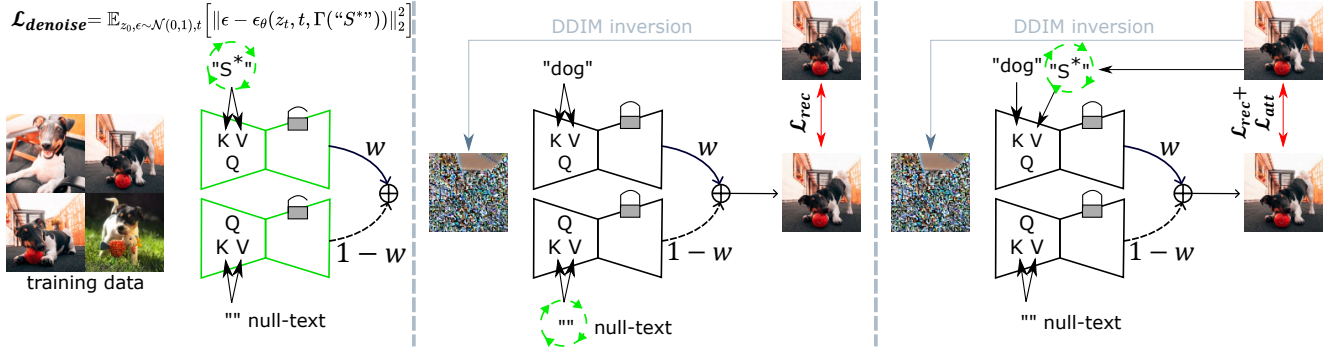 𝓛denoise= 𝔼z₀,ϵ∼𝒩(0,1),t[‖ϵ − ϵθ(zt, t, Γ(“S*”))‖₂²]
"S*"
K V
Q
w
Q
K V
1 − w
training data
"" null-text
DDIM inversion
"dog"
K V
Q
w
𝓛rec
Q
K V
1 − w
"" null-text
DDIM inversion
"dog" "S*"
K V
Q
w
𝓛rec+
𝓛att
Q
K V
1 − w
"" null-text